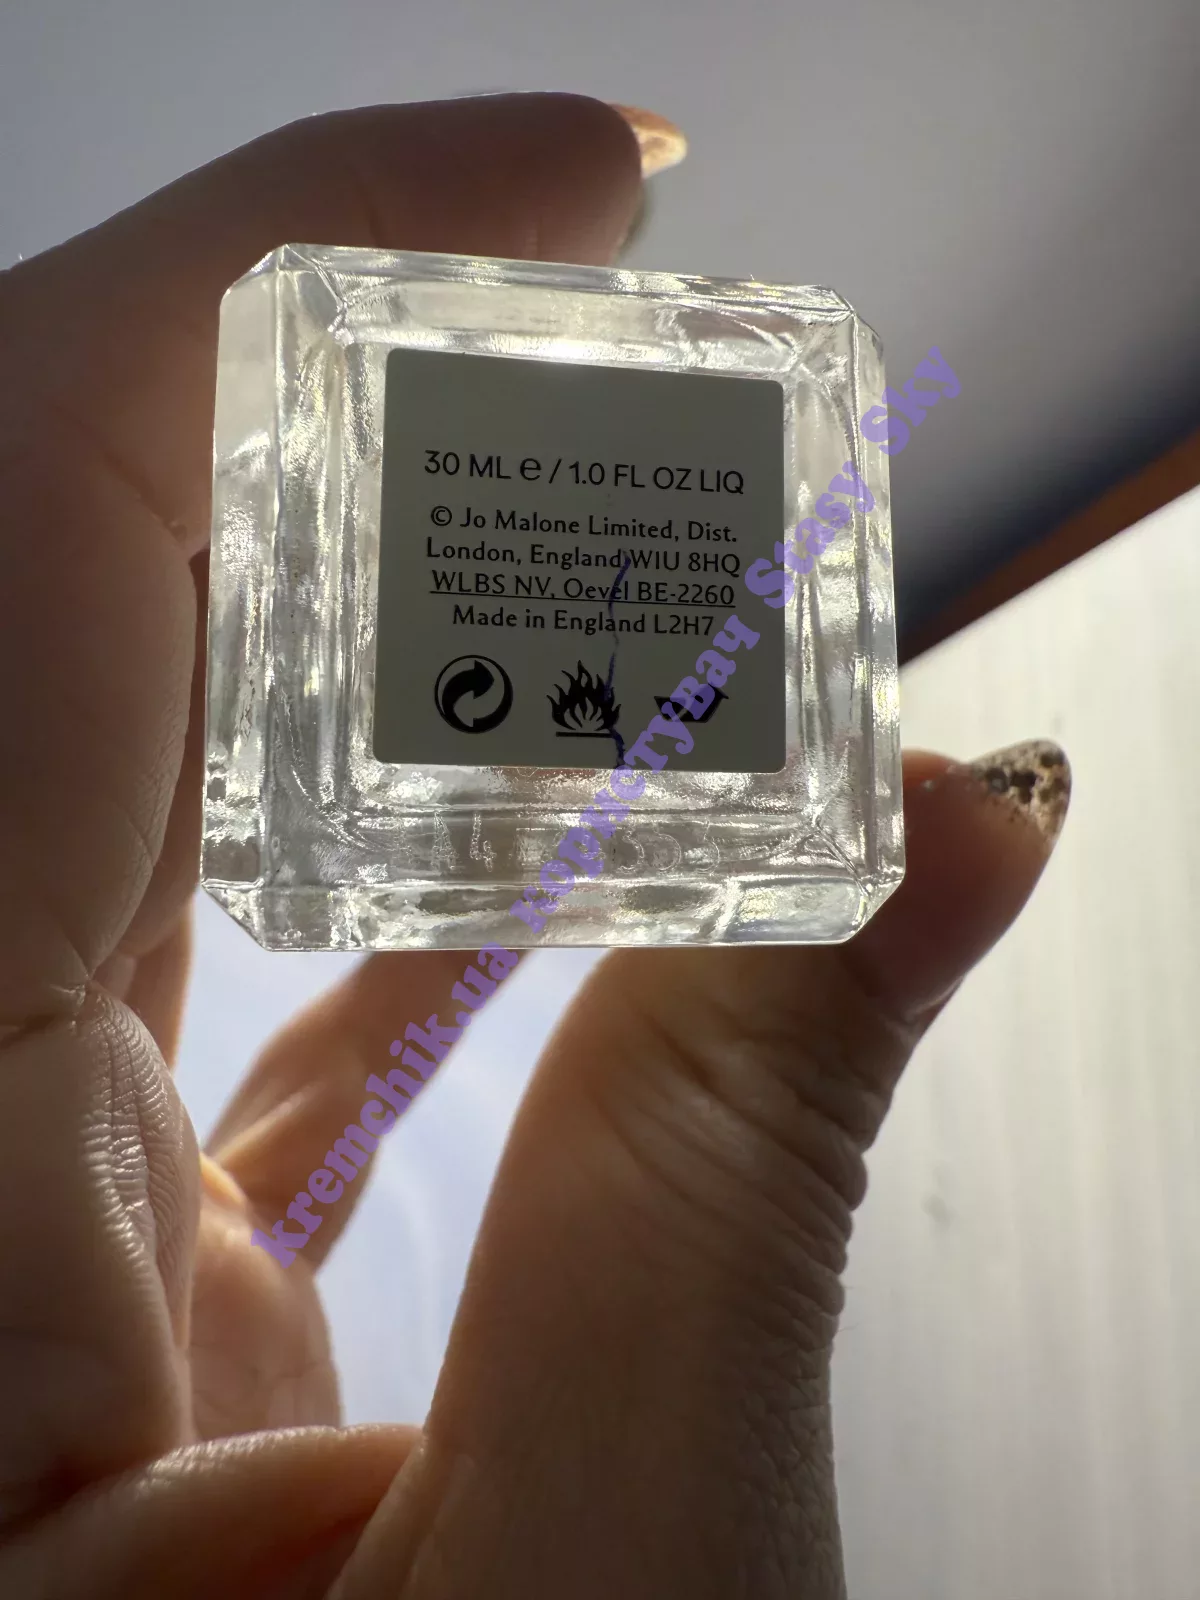 30 ML e / 1.0 FL OZ LIQ
© Jo Malone Limited, Dist.
London, England W1U 8HQ
WLBS NV, Oevel BE-2260
Made in England L2H7
kremchik.ua користувач Stasy Sky